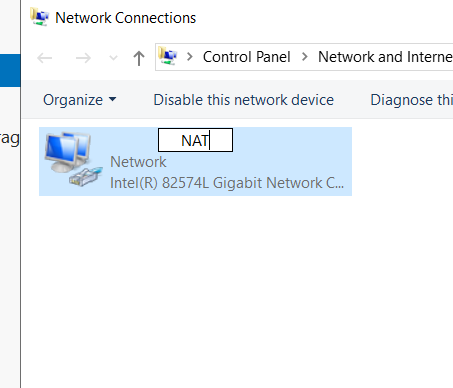 Network Connections
Control Panel Network and Interne
Organize Disable this network device Diagnose thi
rag
NAT
Network
Intel(R) 82574L Gigabit Network C...